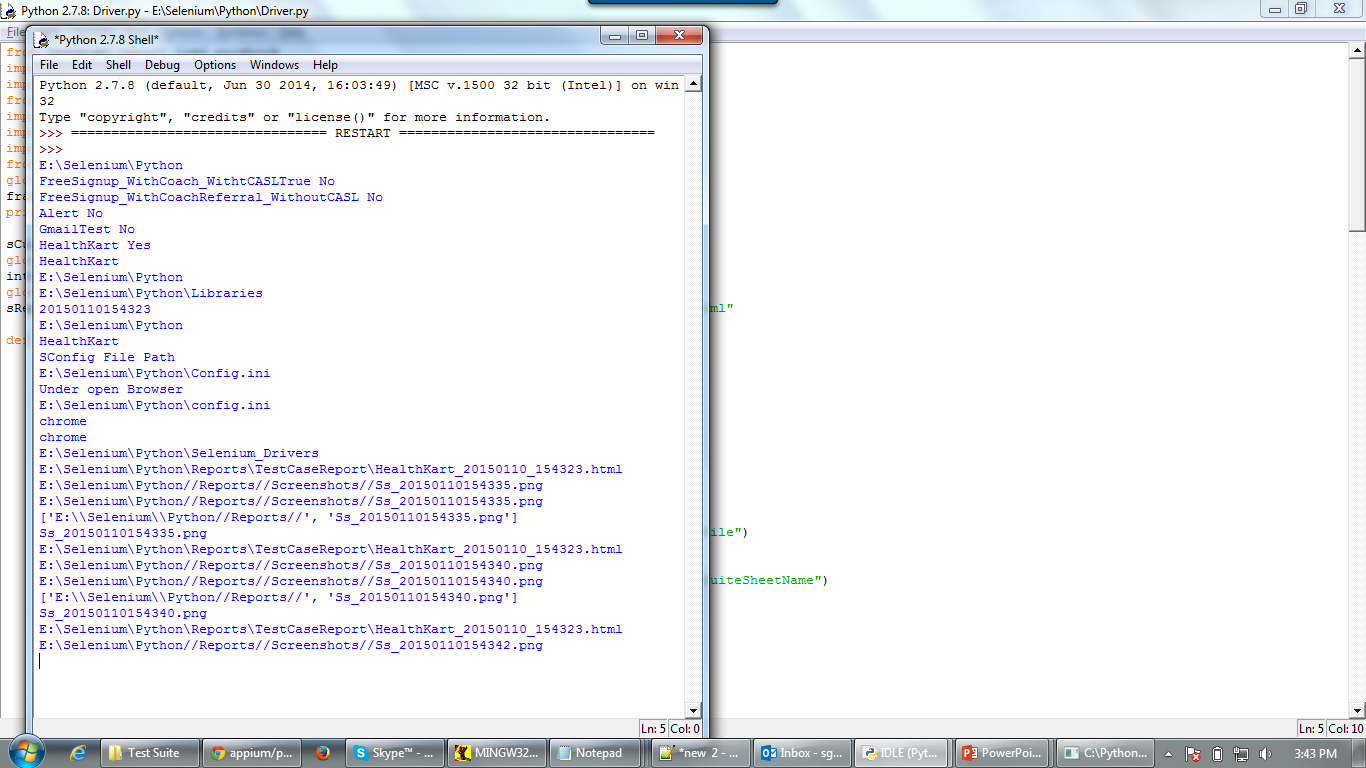 Python 2.7.8: Driver.py - E:\Selenium\Python\Driver.py
*Python 2.7.8 Shell*
File Edit Shell Debug Options Windows Help
Python 2.7.8 (default, Jun 30 2014, 16:03:49) [MSC v.1500 32 bit (Intel)] on win
32
Type "copyright", "credits" or "license()" for more information.
>>> ================================ RESTART ================================
>>>
E:\Selenium\Python
FreeSignup_WithCoach_WithtCASLTrue No
FreeSignup_WithCoachReferral_WithoutCASL No
Alert No
GmailTest No
HealthKart Yes
HealthKart
E:\Selenium\Python
E:\Selenium\Python\Libraries
20150110154323
E:\Selenium\Python
HealthKart
SConfig File Path
E:\Selenium\Python\Config.ini
Under open Browser
E:\Selenium\Python\config.ini
chrome
chrome
E:\Selenium\Python\Selenium_Drivers
E:\Selenium\Python\Reports\TestCaseReport\HealthKart_20150110_154323.html
E:\Selenium\Python//Reports//Screenshots//Ss_20150110154335.png
E:\Selenium\Python//Reports//Screenshots//Ss_20150110154335.png
['E:\\Selenium\\Python//Reports//', 'Ss_20150110154335.png']
Ss_20150110154335.png
E:\Selenium\Python\Reports\TestCaseReport\HealthKart_20150110_154323.html
E:\Selenium\Python//Reports//Screenshots//Ss_20150110154340.png
E:\Selenium\Python//Reports//Screenshots//Ss_20150110154340.png
['E:\\Selenium\\Python//Reports//', 'Ss_20150110154340.png']
Ss_20150110154340.png
E:\Selenium\Python\Reports\TestCaseReport\HealthKart_20150110_154323.html
E:\Selenium\Python//Reports//Screenshots//Ss_20150110154342.png
ml"
ile")
uiteSheetName")
Ln: 5 Col: 0
Ln: 5 Col: 10
Test Suite
appium/p...
Skype™ - ...
MINGW32...
Notepad
*new 2 - ...
Inbox - sg...
IDLE (Pyt...
PowerPoi...
C:\Python...
3:43 PM